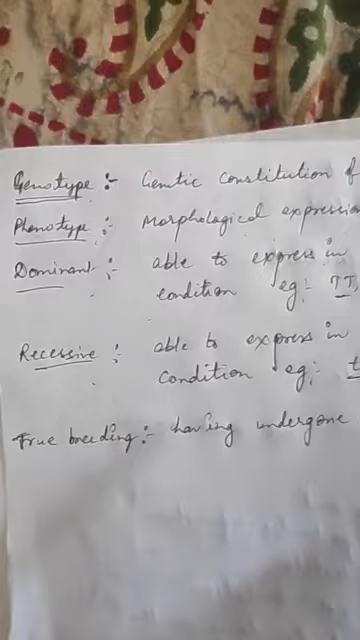 Genotype :- Genetic constitution of
Phenotype :- Morphological expression
Dominant :- able to express in
condition eg:- TT,
Recessive :- able to express in
condition eg:- t
True breeding :- having undergone